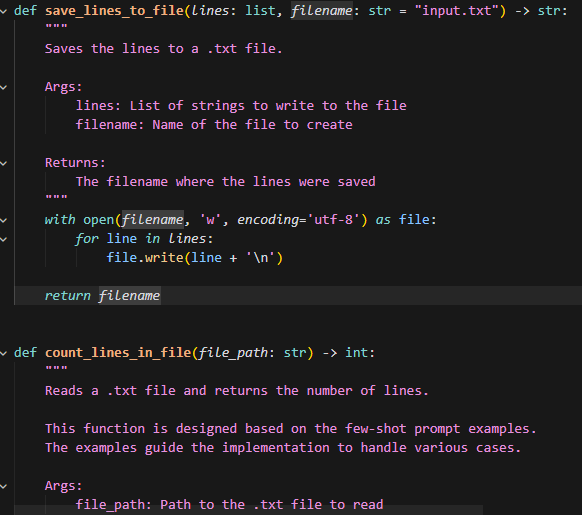 def save_lines_to_file(lines: list, filename: str = "input.txt") -> str:
    """
    Saves the lines to a .txt file.

    Args:
        lines: List of strings to write to the file
        filename: Name of the file to create

    Returns:
        The filename where the lines were saved
    """
    with open(filename, 'w', encoding='utf-8') as file:
        for line in lines:
            file.write(line + '\n')

    return filename


def count_lines_in_file(file_path: str) -> int:
    """
    Reads a .txt file and returns the number of lines.

    This function is designed based on the few-shot prompt examples.
    The examples guide the implementation to handle various cases.

    Args:
        file_path: Path to the .txt file to read